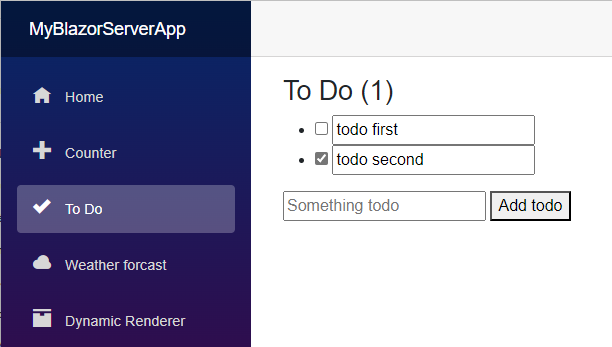 MyBlazorServerApp
Home
Counter
To Do
Weather forcast
Dynamic Renderer
To Do (1)
todo first
todo second
Something todo Add todo